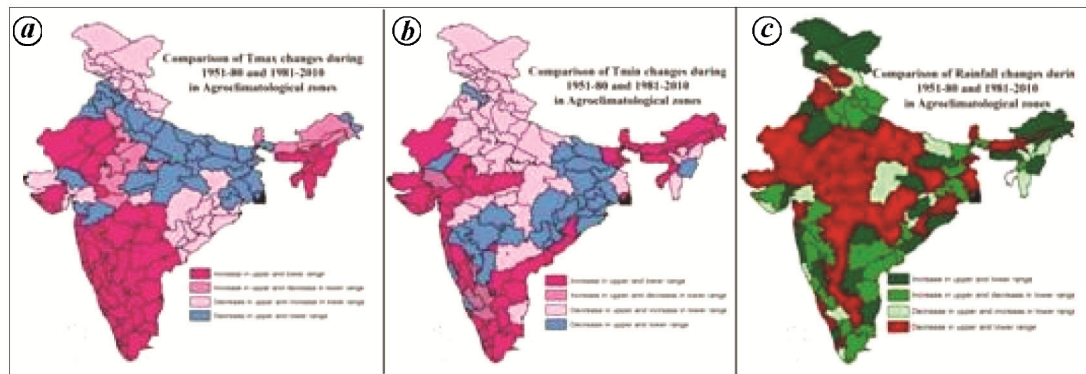 a
Comparison of Tmax changes during
1951-80 and 1981-2010
in Agroclimatological zones
Increase in upper and lower range
Increase in upper and decrease in lower range
Decrease in upper and increase in lower range
Decrease in upper and lower range
b
Comparison of Tmin changes during
1951-80 and 1981-2010
in Agroclimatological zones
Increase in upper and lower range
Increase in upper and decrease in lower range
Decrease in upper and increase in lower range
Decrease in upper and lower range
c
Comparison of Rainfall changes durin
1951-80 and 1981-2010
in Agroclimatological zones
Increase in upper and lower range
Increase in upper and decrease in lower range
Decrease in upper and increase in lower range
Decrease in upper and lower range